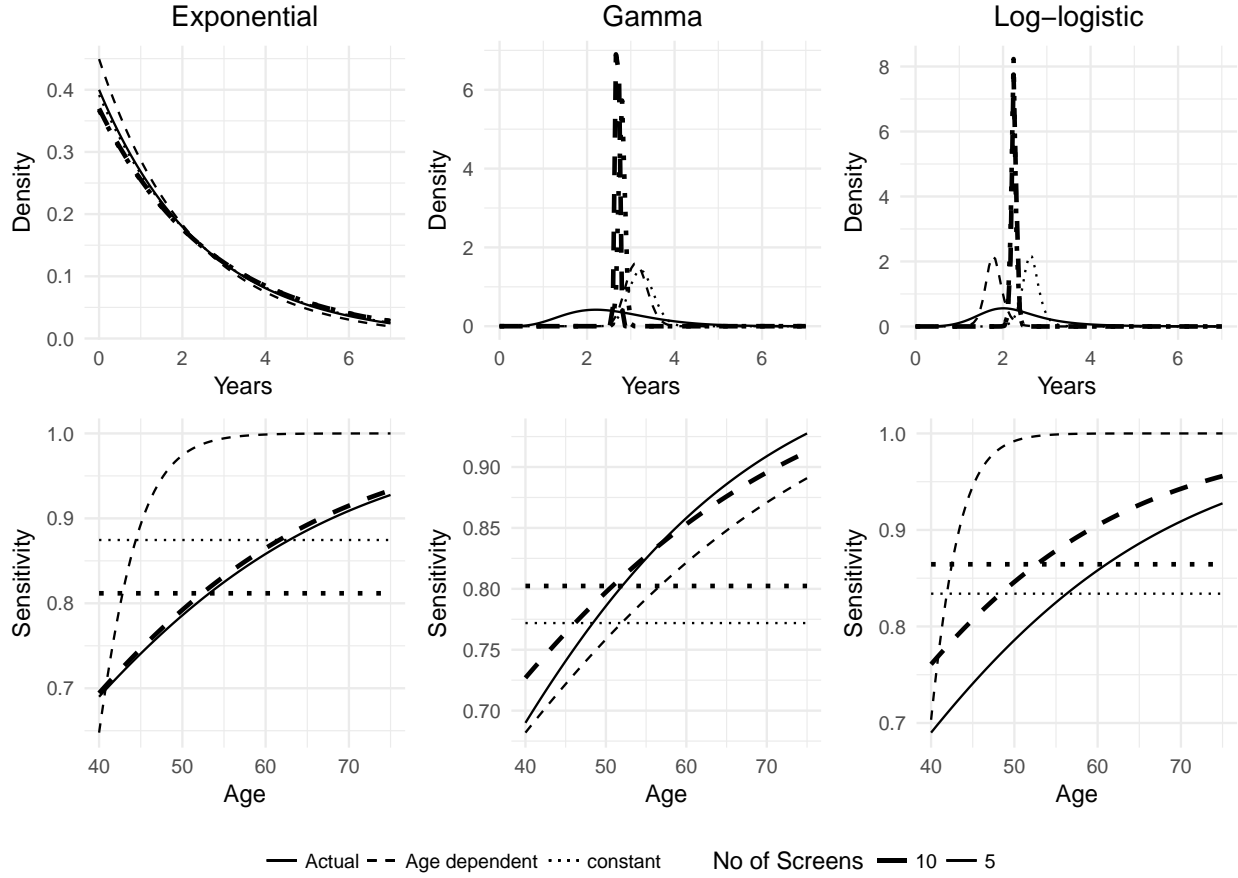 Exponential
Gamma
Log−logistic
Density
0.4
0.3
0.2
0.1
0.0
0 2 4 6
Years
Density
6
4
2
0
0 2 4 6
Years
Density
8
6
4
2
0
0 2 4 6
Years
Sensitivity
1.0
0.9
0.8
0.7
40 50 60 70
Age
Sensitivity
0.90
0.85
0.80
0.75
0.70
40 50 60 70
Age
Sensitivity
1.0
0.9
0.8
0.7
40 50 60 70
Age
Actual Age dependent constant No of Screens 10 5